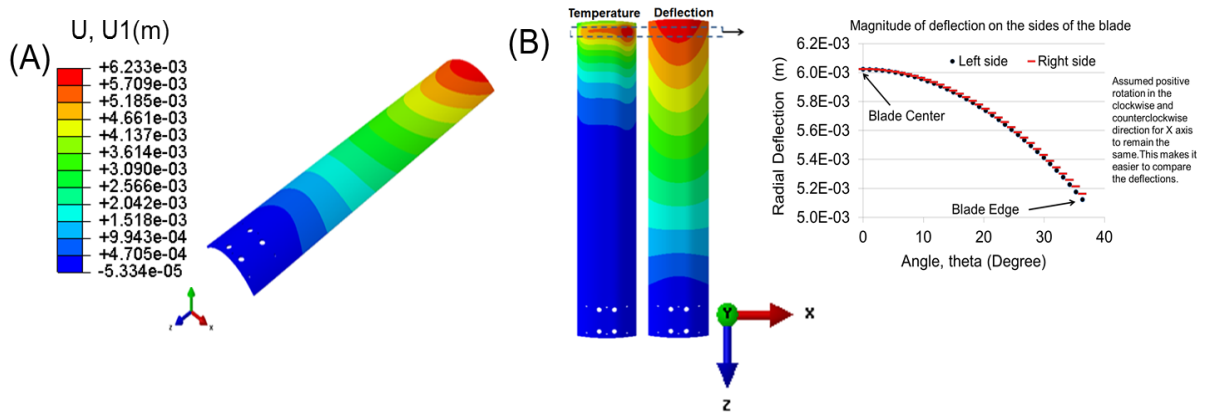 (A)
U, U1(m)
+6.233e-03
+5.709e-03
+5.185e-03
+4.661e-03
+4.137e-03
+3.614e-03
+3.090e-03
+2.566e-03
+2.042e-03
+1.518e-03
+9.943e-04
+4.705e-04
-5.334e-05
z
x
(B)
Temperature
Deflection
Y
X
Z
Magnitude of deflection on the sides of the blade
Radial Deflection (m)
6.2E-03
6.0E-03
5.8E-03
5.6E-03
5.4E-03
5.2E-03
5.0E-03
Left side
Right side
Blade Center
Blade Edge
0
10
20
30
40
Angle, theta (Degree)
Assumed positive
rotation in the
clockwise and
counterclockwise
direction for X axis
to remain the
same.This makes it
easier to compare
the deflections.